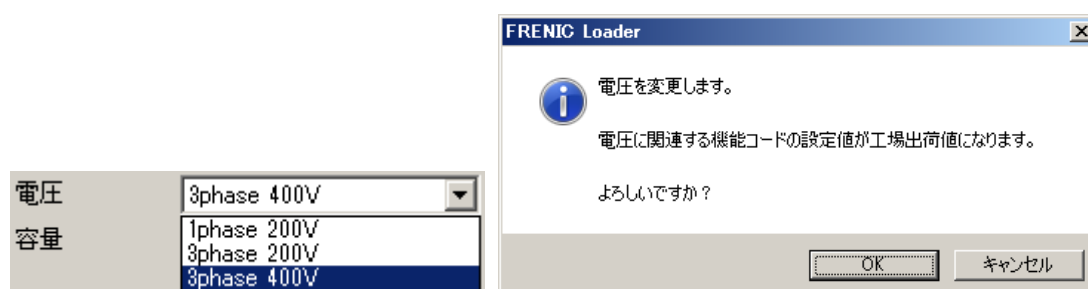 電圧
3phase 400V
容量
1phase 200V
3phase 200V
3phase 400V
FRENIC Loader
電圧を変更します。
電圧に関連する機能コードの設定値が工場出荷値になります。
よろしいですか？
OK
キャンセル